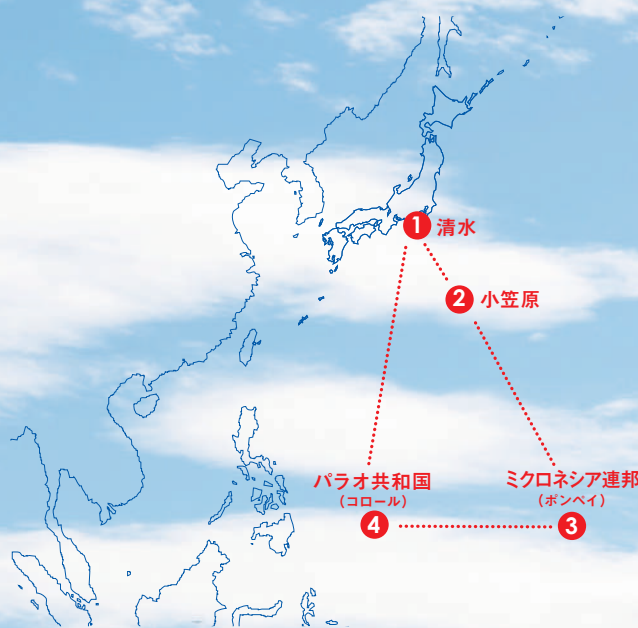 1 清水
2 小笠原
ミクロネシア連邦
(ポンペイ)
3
パラオ共和国
(コロール)
4